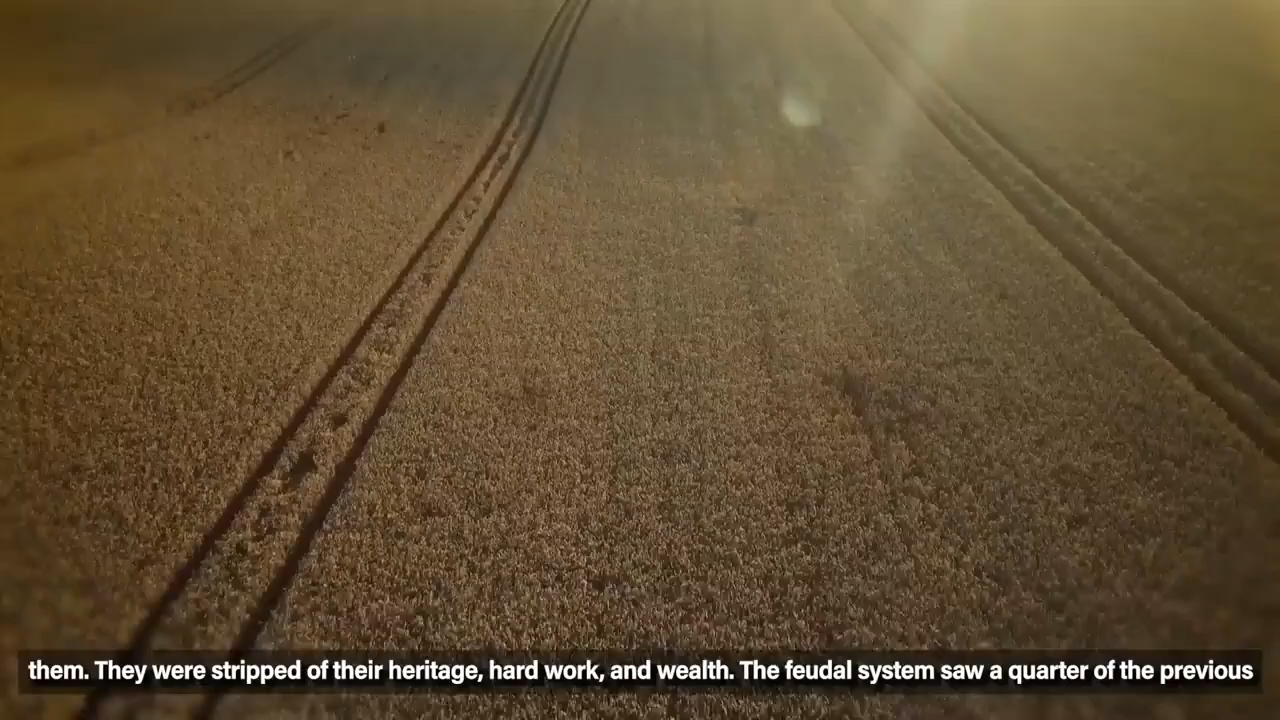 them. They were stripped of their heritage, hard work, and wealth. The feudal system saw a quarter of the previous